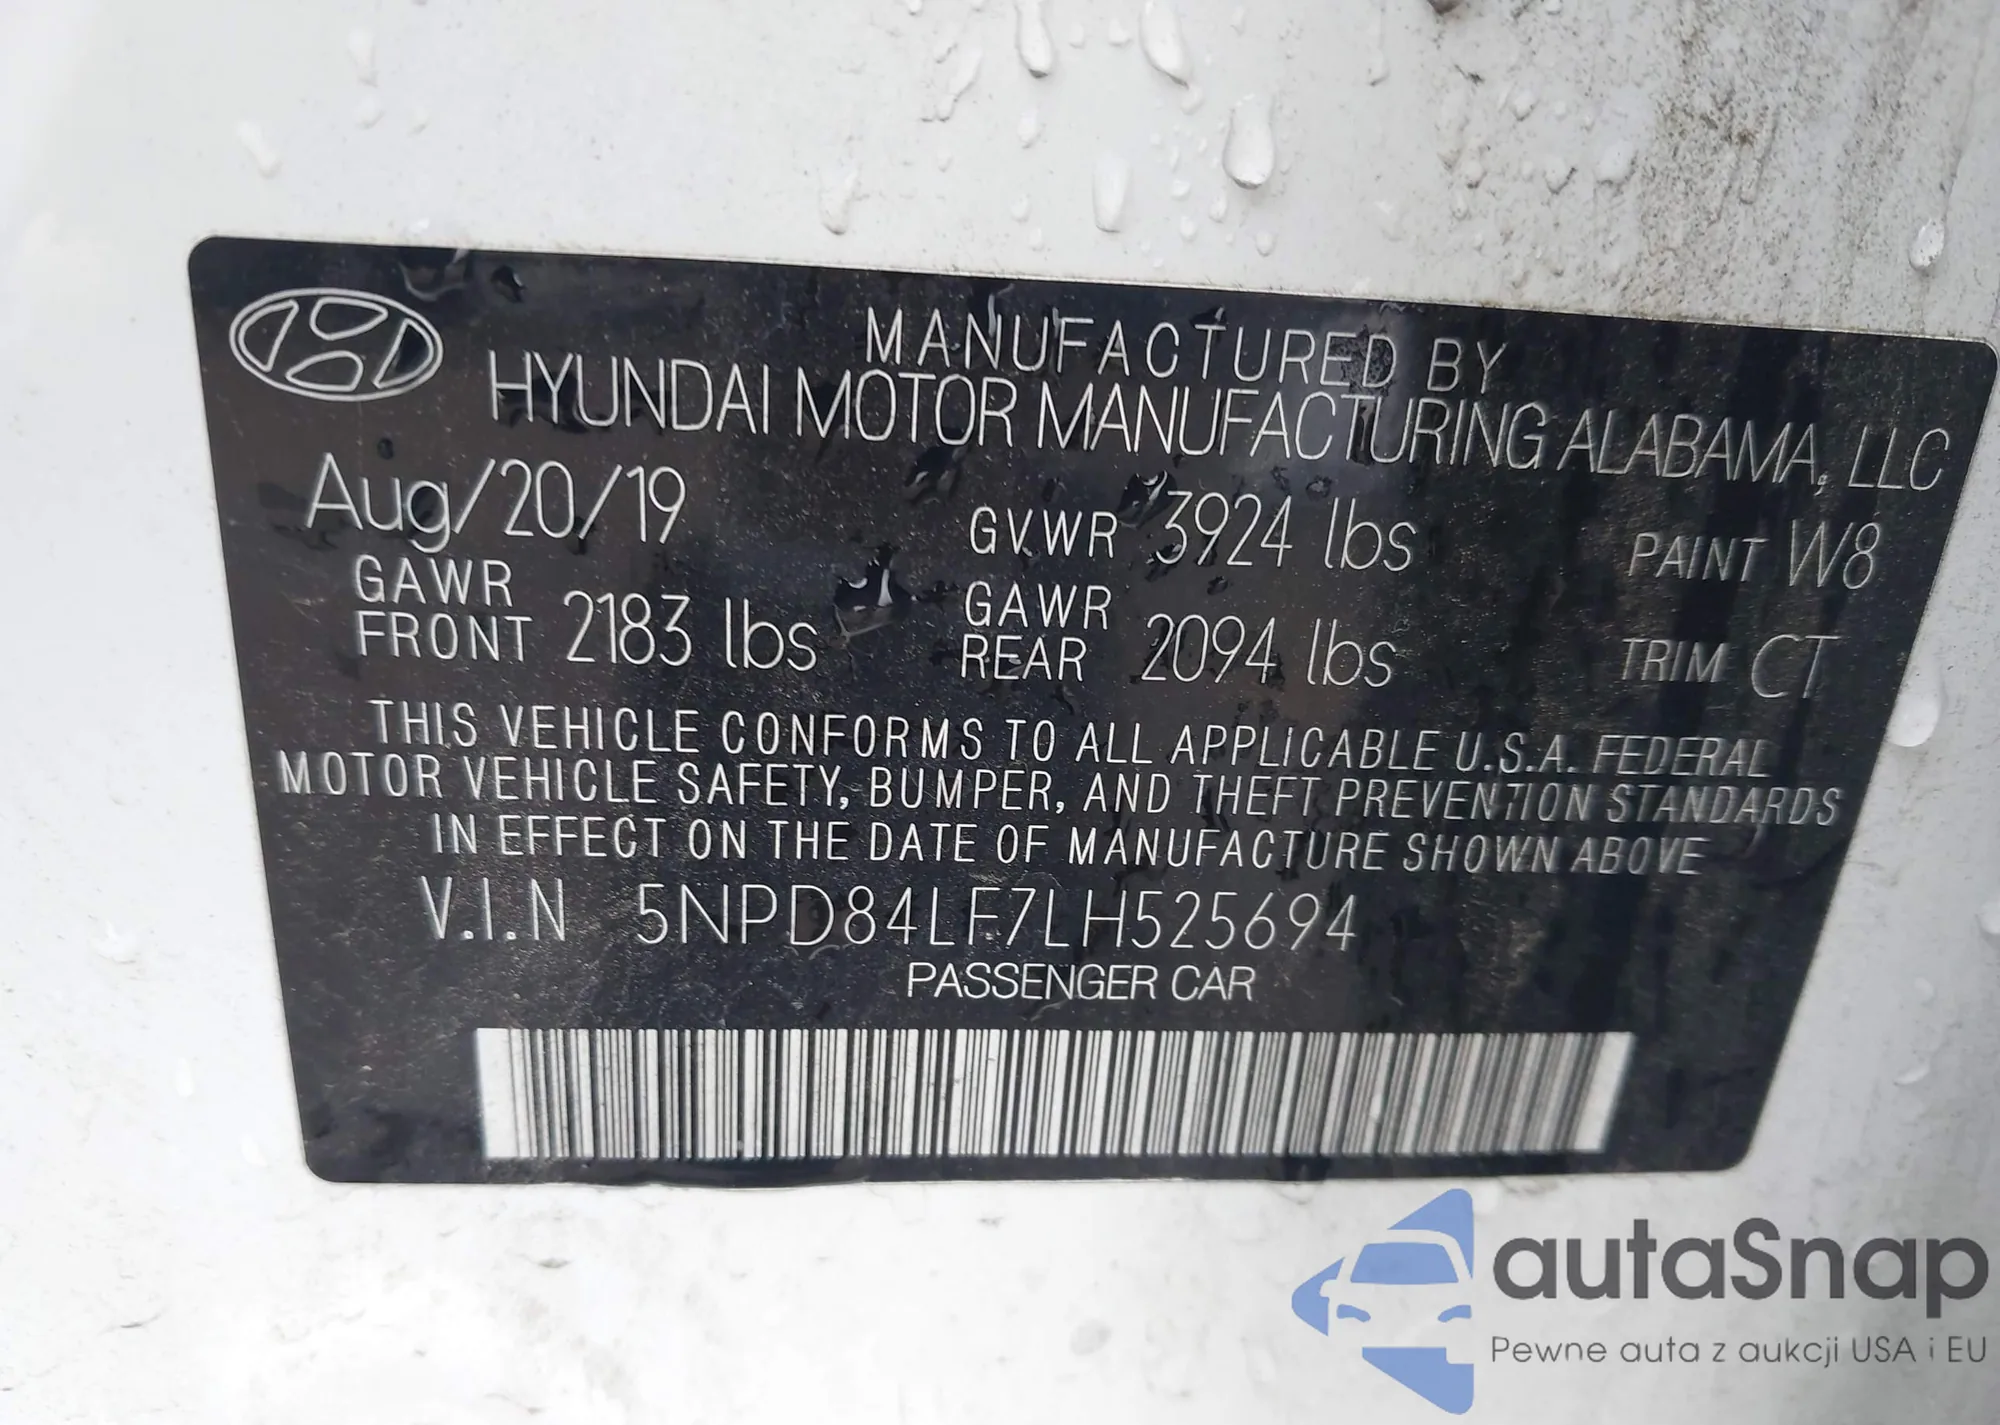 MANUFACTURED BY
HYUNDAI MOTOR MANUFACTURING ALABAMA, LLC
Aug/20/19 GVWR 3924 lbs PAINT W8
GAWR FRONT 2183 lbs GAWR REAR 2094 lbs TRIM CT
THIS VEHICLE CONFORMS TO ALL APPLICABLE U.S.A. FEDERAL
MOTOR VEHICLE SAFETY, BUMPER, AND THEFT PREVENTION STANDARDS
IN EFFECT ON THE DATE OF MANUFACTURE SHOWN ABOVE
V.I.N 5NPD84LF7LH525694
PASSENGER CAR
autaSnap
Pewne auta z aukcji USA i EU